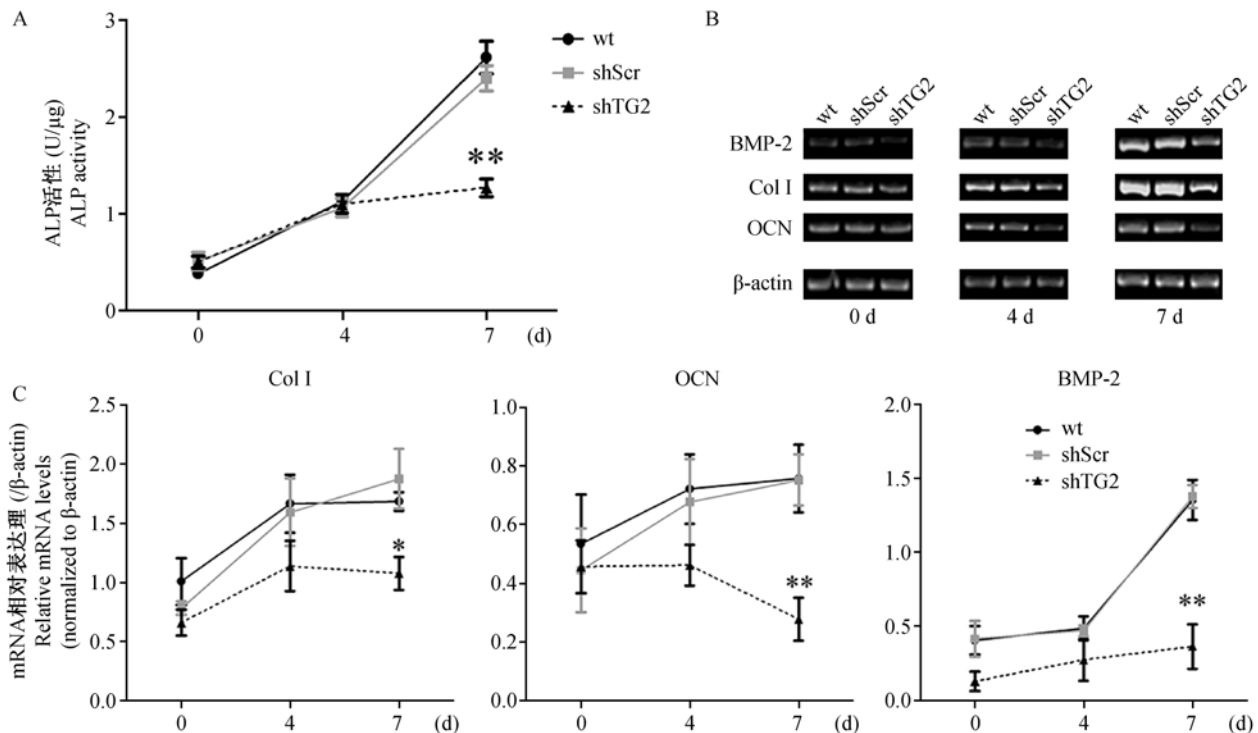 A
3
2
1
0
ALP活性 (U/μg)
ALP activity
wt
shScr
shTG2
**
0 4 7 (d)
B
wt shScr shTG2 wt shScr shTG2 wt shScr shTG2
BMP-2
Col I
OCN
β-actin
0 d 4 d 7 d
C
mRNA相对表达理 (/β-actin)
Relative mRNA levels
(normalized to β-actin)
Col I
2.5
2.0
1.5
1.0
0.5
0.0
*
0 4 7 (d)
OCN
1.0
0.8
0.6
0.4
0.2
0.0
**
0 4 7 (d)
BMP-2
2.0
1.5
1.0
0.5
0.0
wt
shScr
shTG2
**
0 4 7 (d)